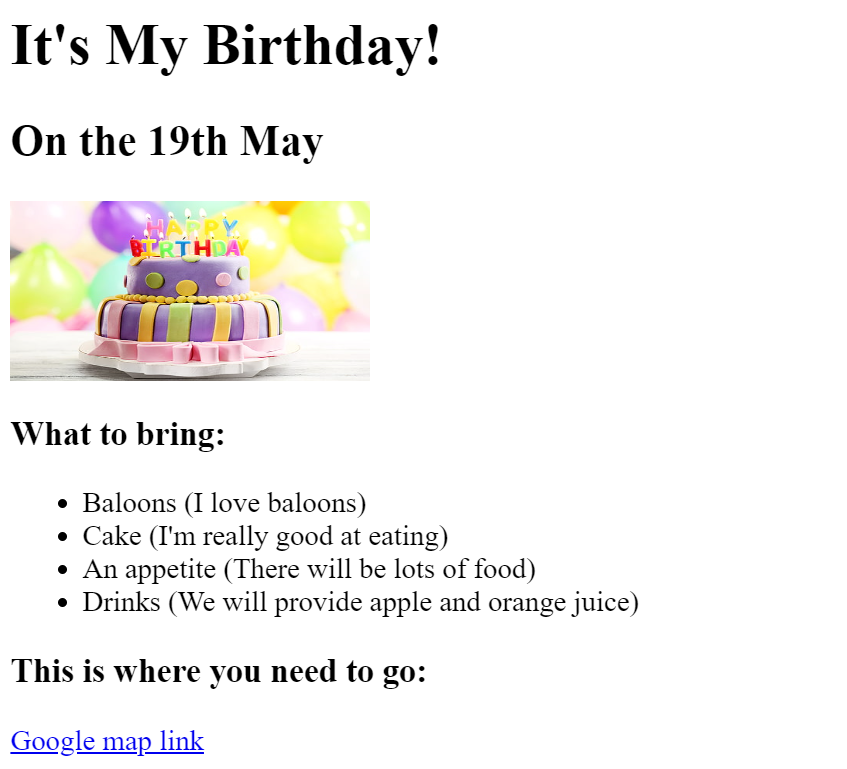 It's My Birthday!
On the 19th May
HAPPY
BIRTHDAY
What to bring:
Baloons (I love baloons)
Cake (I'm really good at eating)
An appetite (There will be lots of food)
Drinks (We will provide apple and orange juice)
This is where you need to go:
Google map link